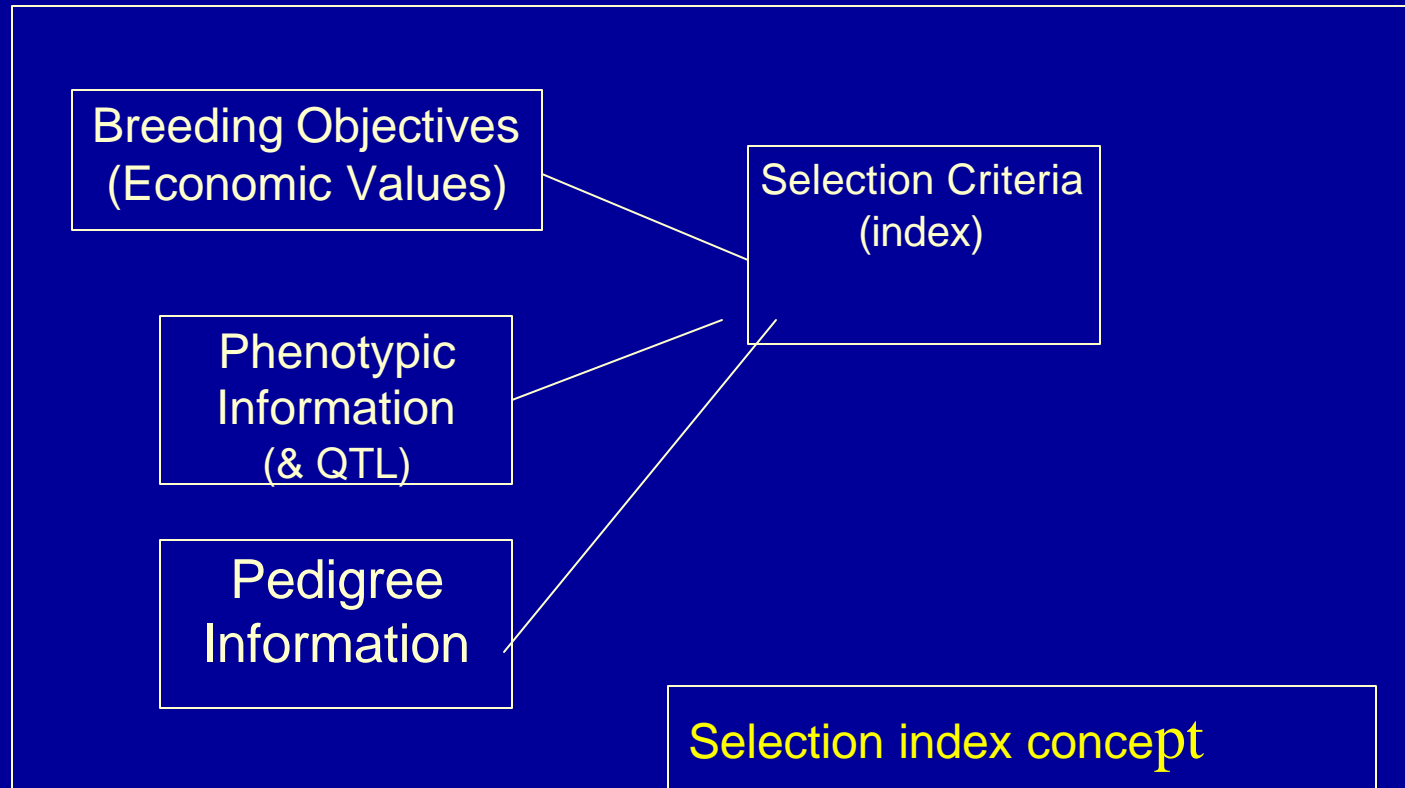 Breeding Objectives
(Economic Values)
Selection Criteria
(index)
Phenotypic
Information
(& QTL)
Pedigree
Information
Selection index concept